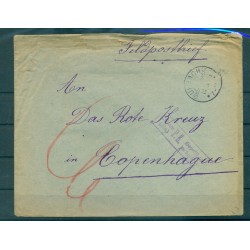 Feldpostbrief
An
Das Rote Kreuz
in Copenhague